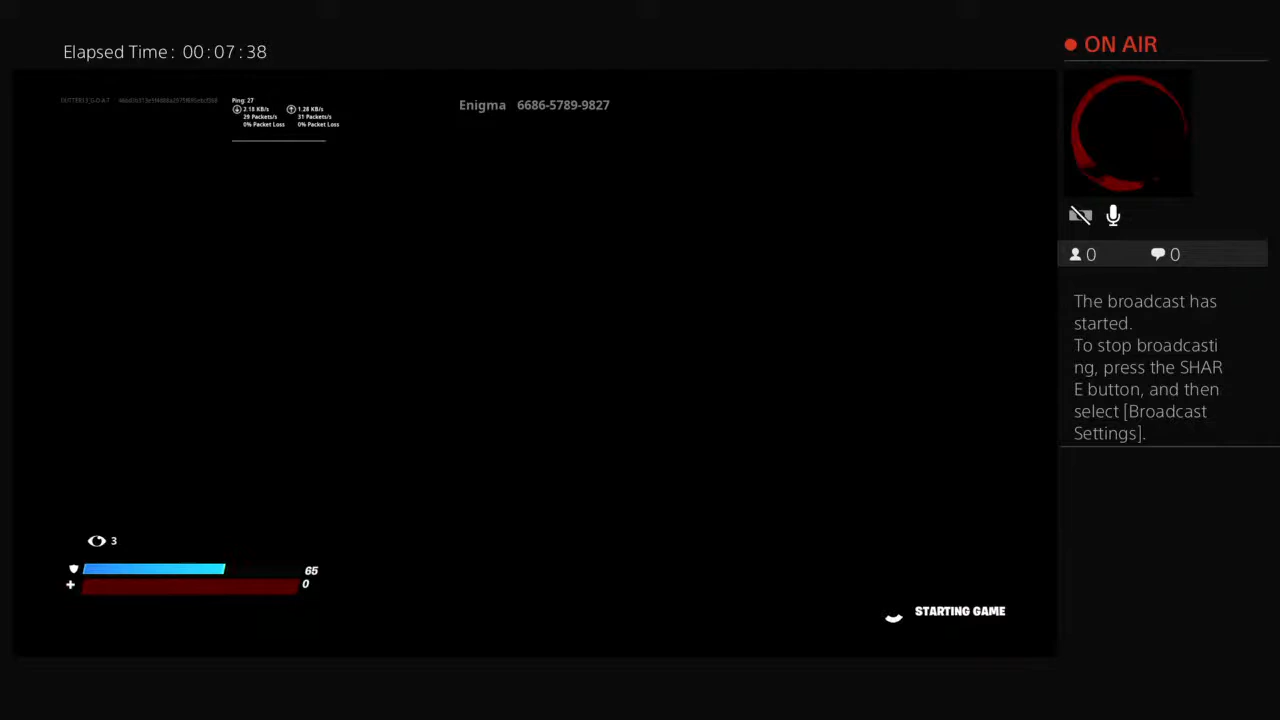 Elapsed Time: 00:07:38
ON AIR
Ping: 27
2.18 KB/s 1.28 KB/s
29 Packets/s 31 Packets/s
0% Packet Loss 0% Packet Loss
Enigma 6686-5789-9827
0 0
The broadcast has
started.
To stop broadcasti
ng, press the SHAR
E button, and then
select [Broadcast
Settings].
3
65
0
STARTING GAME